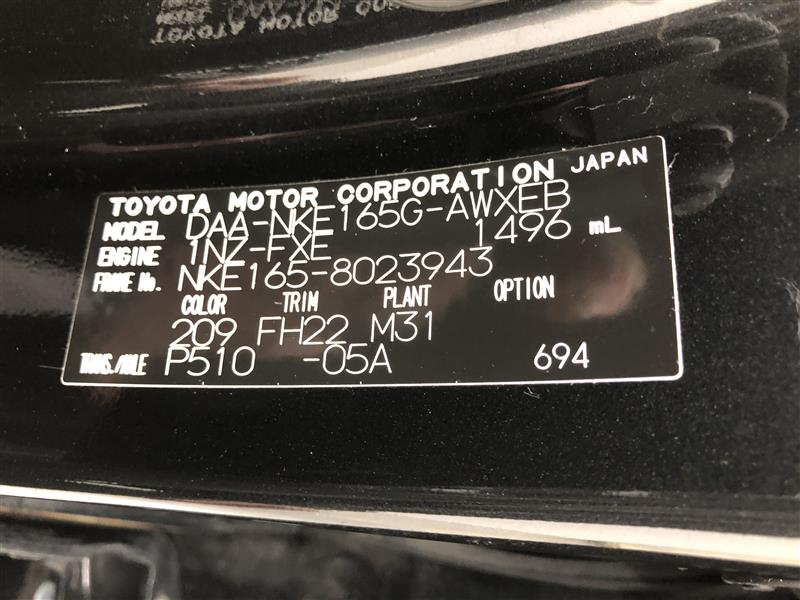 TOYOTA MOTOR CORPORATION JAPAN
MODEL DAA-NKE165G-AWXEB
ENGINE 1NZ-FXE 1496 mL
FRAME No. NKE165-8023943
COLOR TRIM PLANT OPTION
209 FH22 M31
TRANS./AXLE P510 -05A 694